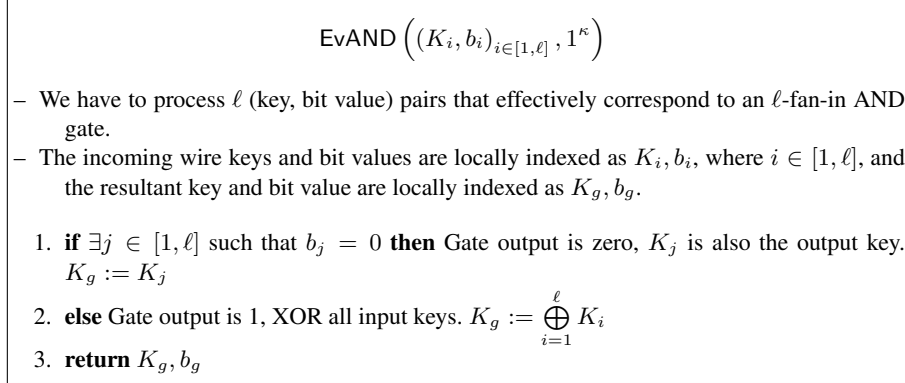 EvAND ((K_i, b_i)_{i∈[1,ℓ]}, 1^κ)
– We have to process ℓ (key, bit value) pairs that effectively correspond to an ℓ-fan-in AND
gate.
– The incoming wire keys and bit values are locally indexed as K_i, b_i, where i ∈ [1, ℓ], and
the resultant key and bit value are locally indexed as K_g, b_g.
1. if ∃j ∈ [1, ℓ] such that b_j = 0 then Gate output is zero, K_j is also the output key.
K_g := K_j
2. else Gate output is 1, XOR all input keys. K_g := ⊕_{i=1}^{ℓ} K_i
3. return K_g, b_g